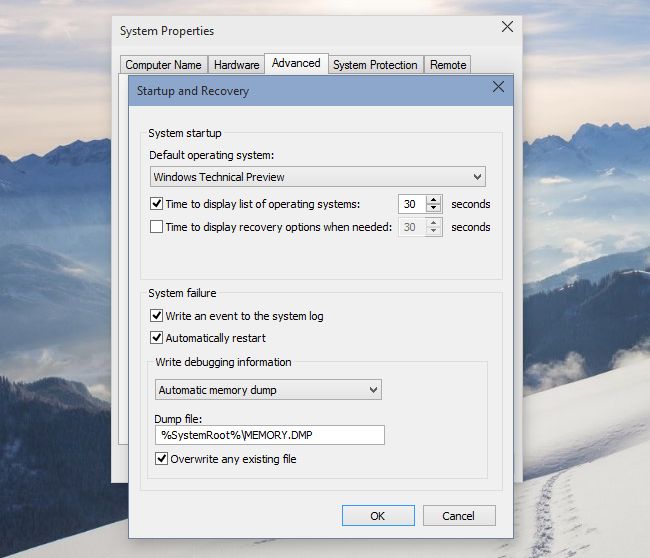 System Properties
Computer Name Hardware Advanced System Protection Remote
Startup and Recovery
System startup
Default operating system:
Windows Technical Preview
Time to display list of operating systems: 30 seconds
Time to display recovery options when needed: 30 seconds
System failure
Write an event to the system log
Automatically restart
Write debugging information
Automatic memory dump
Dump file:
%SystemRoot%\MEMORY.DMP
Overwrite any existing file
OK Cancel